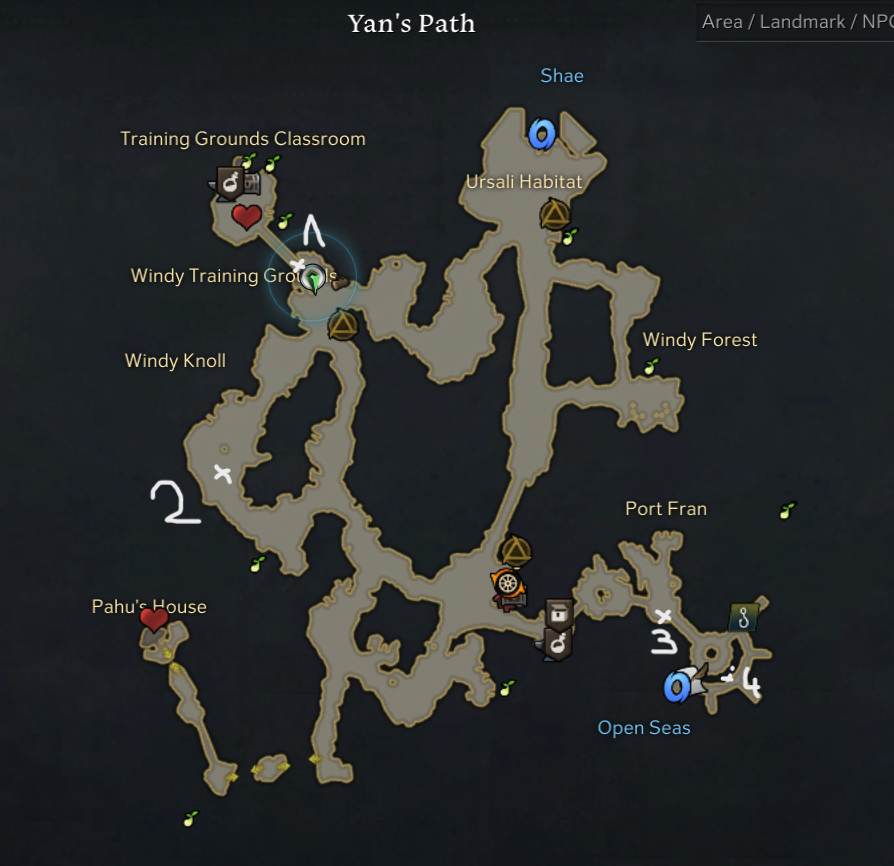 Yan's Path
Area / Landmark / NPC
Shae
Training Grounds Classroom
Ursali Habitat
1
Windy Training Grounds
Windy Forest
Windy Knoll
2
Port Fran
Pahu's House
3
4
Open Seas